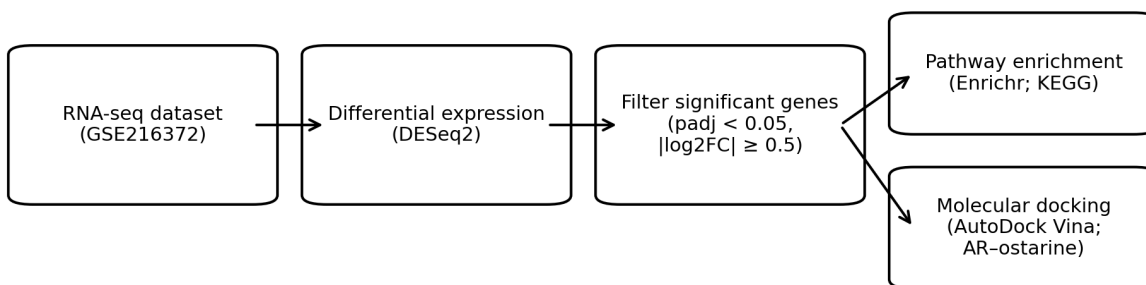 RNA-seq dataset
(GSE216372)
Differential expression
(DESeq2)
Filter significant genes
(padj < 0.05,
|log2FC| ≥ 0.5)
Pathway enrichment
(Enrichr; KEGG)
Molecular docking
(AutoDock Vina;
AR–ostarine)